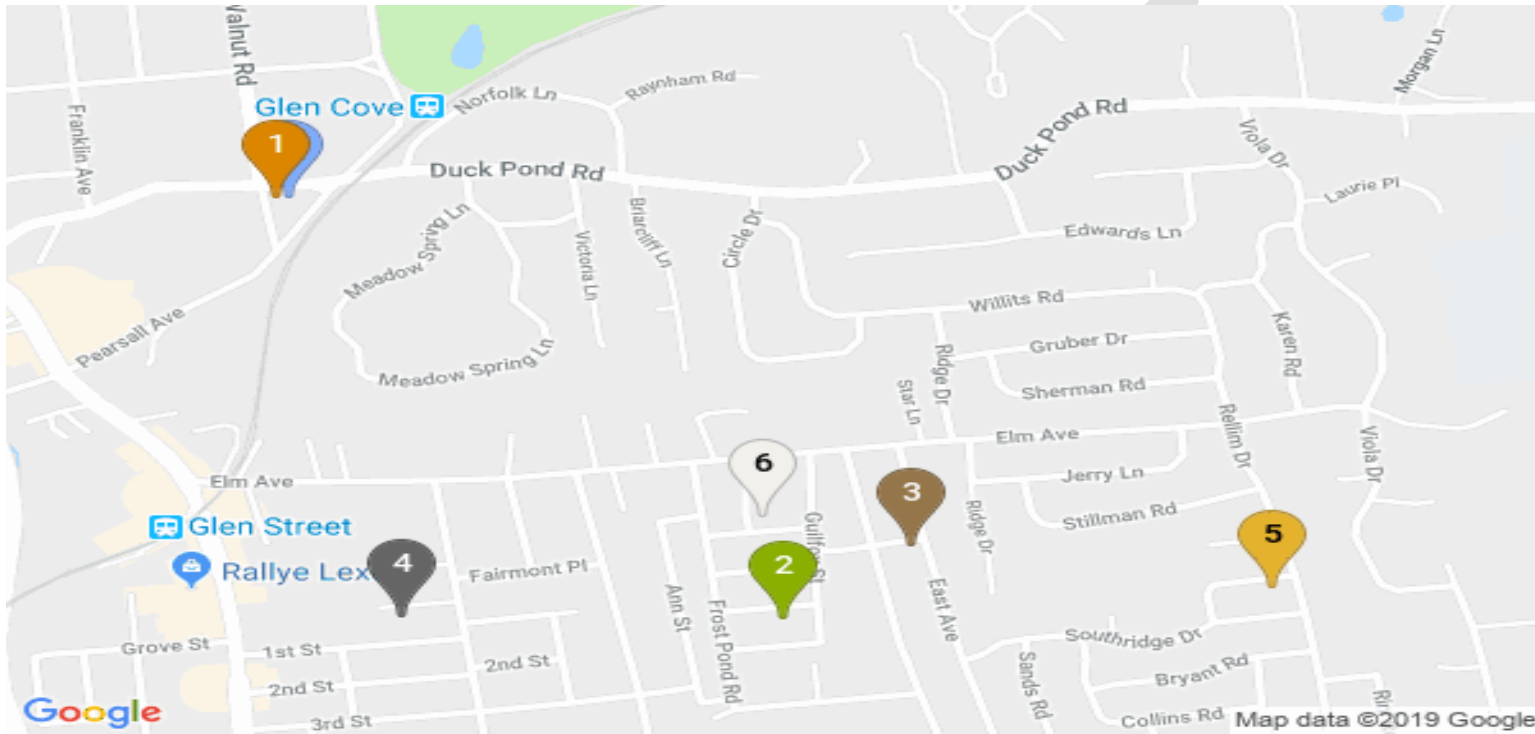 Walnut Rd
Morgan Ln
Raynham Rd
Norfolk Ln
Glen Cove
Franklin Ave
Duck Pond Rd
Viola Dr
1
Duck Pond Rd
Laurie Pl
Meadow Spring Ln
Briarcliff Ln
Victoria Ln
Circle Dr
Edwards Ln
Willits Rd
Pearsall Ave
Karen Rd
Gruber Dr
Ridge Dr
Meadow Spring Ln
Sherman Rd
Star Ln
Rellim Dr
Elm Ave
Viola Dr
6
Elm Ave
Jerry Ln
3
Glen Street
Guilfoy St
Ridge Dr
Stillman Rd
5
Rallye Lex
4
Fairmont Pl
2
Ann St
Frost Pond Rd
East Ave
Grove St
1st St
Southridge Dr
2nd St
Sands Rd
Bryant Rd
2nd St
Google
3rd St
Collins Rd
Map data ©2019 Google